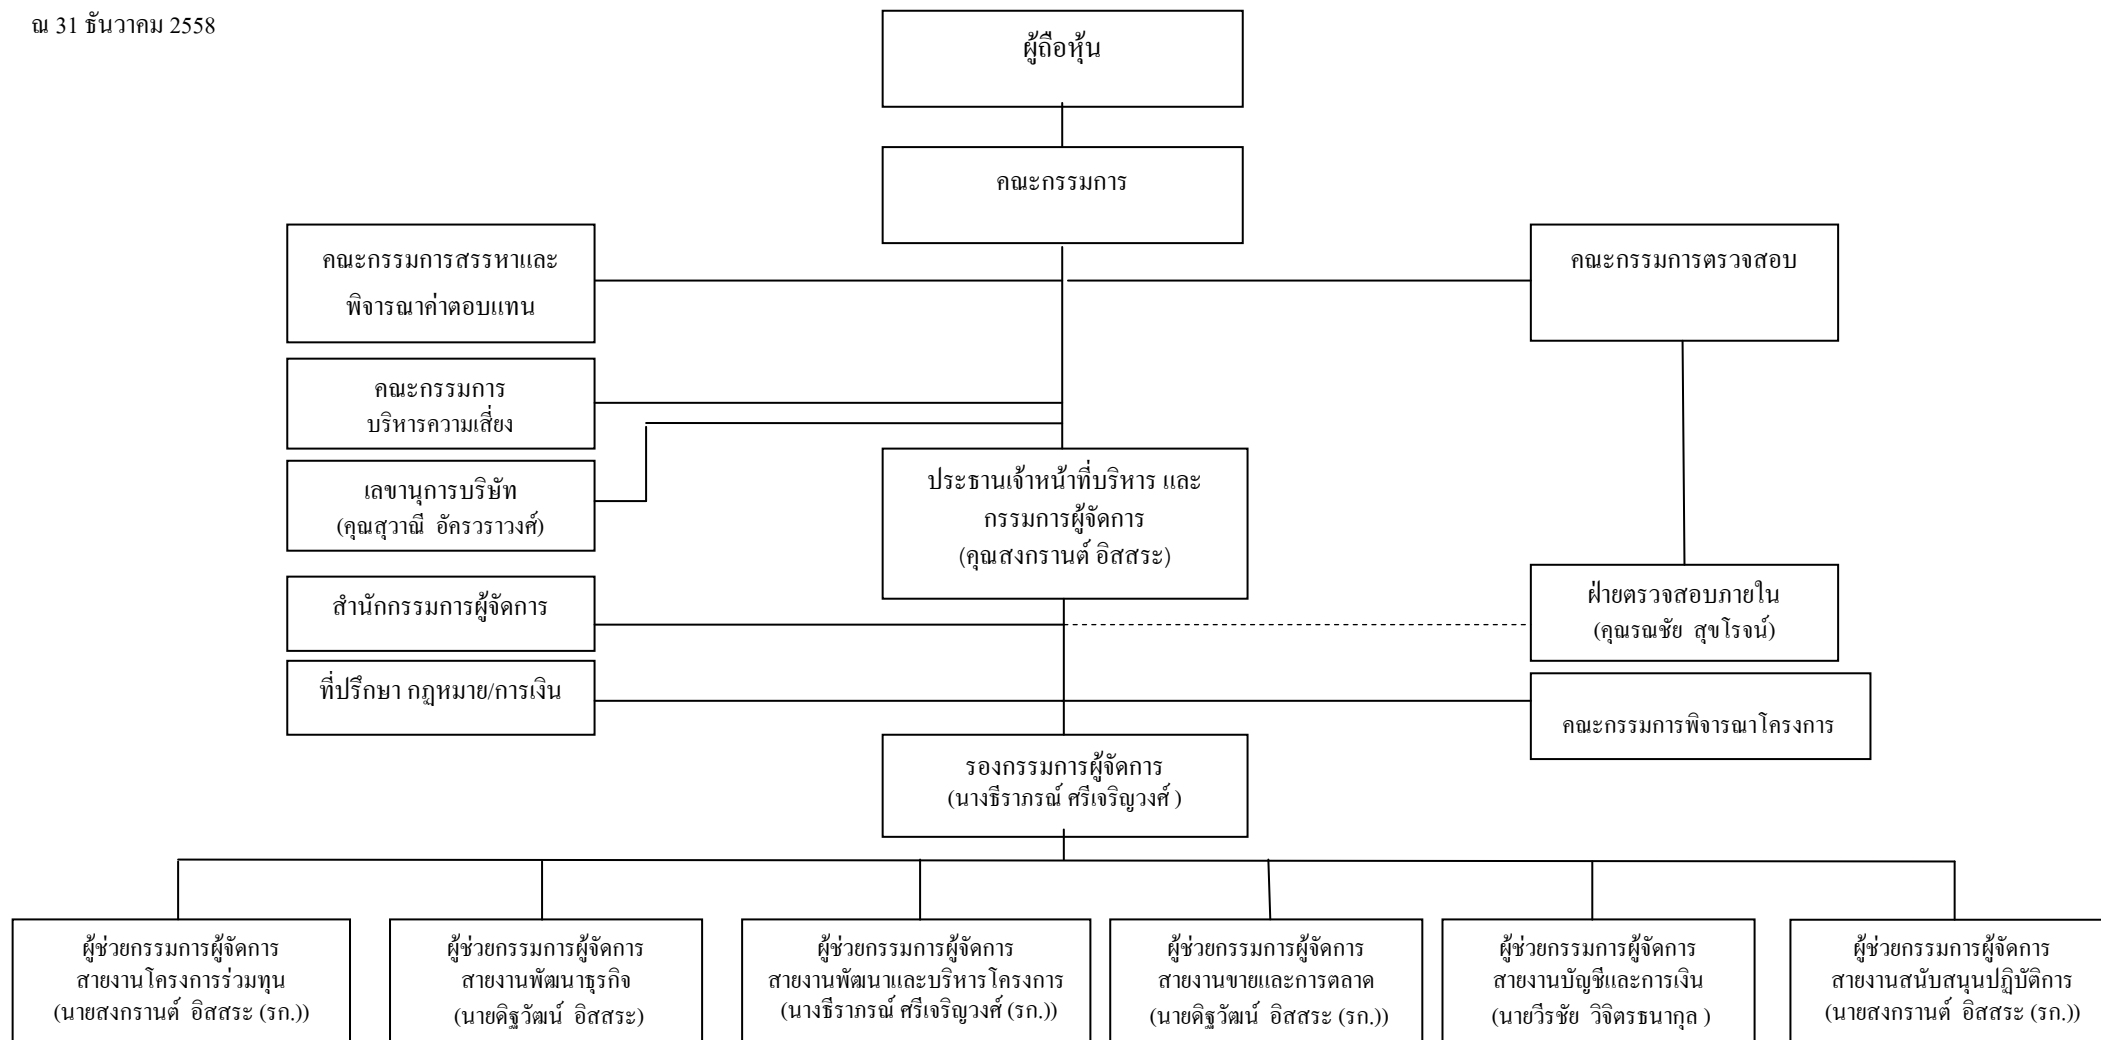 ณ 31 ธันวาคม 2558
ผู้ถือหุ้น
คณะกรรมการ
คณะกรรมการสรรหาและ
พิจารณาค่าตอบแทน
คณะกรรมการตรวจสอบ
คณะกรรมการ
บริหารความเสี่ยง
เลขานุการบริษัท
(คุณสุวาณี อัครวราวงศ์)
ประธานเจ้าหน้าที่บริหาร และ
กรรมการผู้จัดการ
(คุณสงกรานต์ อิสสระ)
สำนักกรรมการผู้จัดการ
ฝ่ายตรวจสอบภายใน
(คุณรณชัย สุขโรจน์)
ที่ปรึกษา กฎหมาย/การเงิน
คณะกรรมการพิจารณาโครงการ
รองกรรมการผู้จัดการ
(นางธีราภรณ์ ศรีเจริญวงศ์ )
ผู้ช่วยกรรมการผู้จัดการ
สายงานโครงการร่วมทุน
(นายสงกรานต์ อิสสระ (รก.))
ผู้ช่วยกรรมการผู้จัดการ
สายงานพัฒนาธุรกิจ
(นายดิฐวัฒน์ อิสสระ)
ผู้ช่วยกรรมการผู้จัดการ
สายงานพัฒนาและบริหารโครงการ
(นางธีราภรณ์ ศรีเจริญวงศ์ (รก.))
ผู้ช่วยกรรมการผู้จัดการ
สายงานขายและการตลาด
(นายดิฐวัฒน์ อิสสระ (รก.))
ผู้ช่วยกรรมการผู้จัดการ
สายงานบัญชีและการเงิน
(นายวีรชัย วิจิตรธนากุล )
ผู้ช่วยกรรมการผู้จัดการ
สายงานสนับสนุนปฏิบัติการ
(นายสงกรานต์ อิสสระ (รก.))